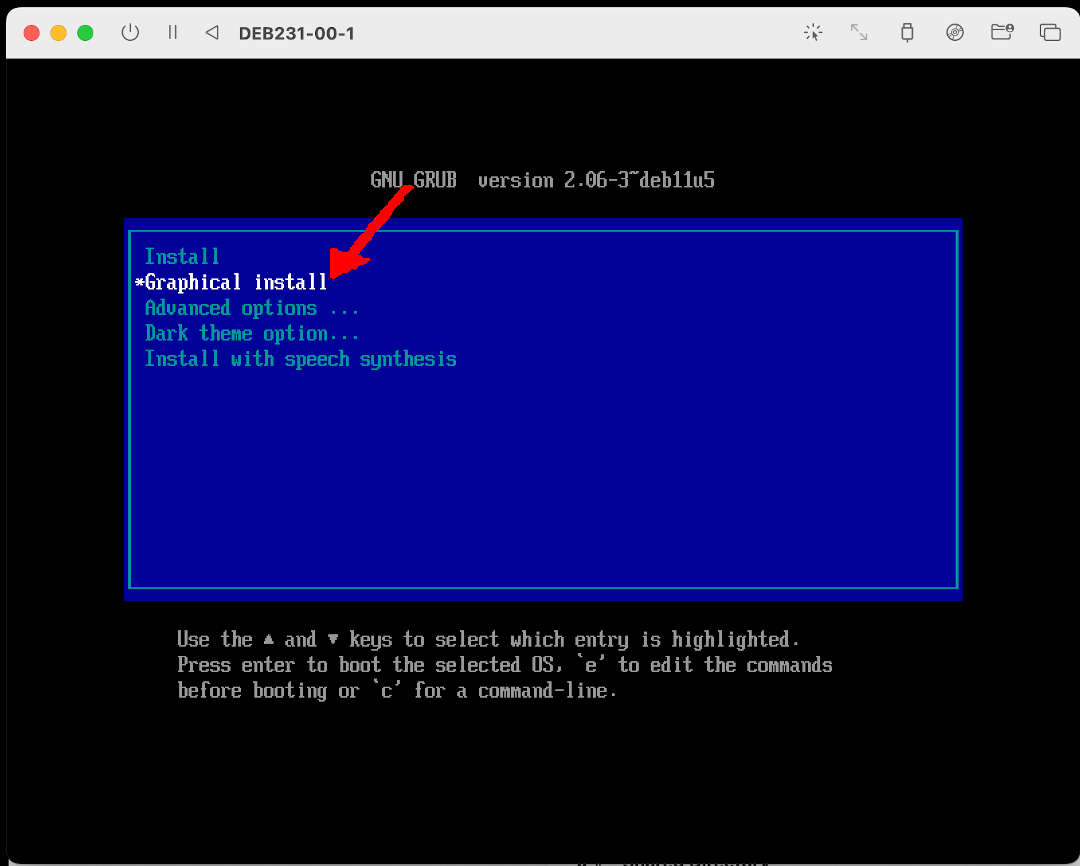 DEB231-00-1
GNU GRUB  version 2.06-3~deb11u5
Install
*Graphical install
Advanced options ...
Dark theme option...
Install with speech synthesis
Use the ▲ and ▼ keys to select which entry is highlighted.
Press enter to boot the selected OS, `e' to edit the commands
before booting or `c' for a command-line.